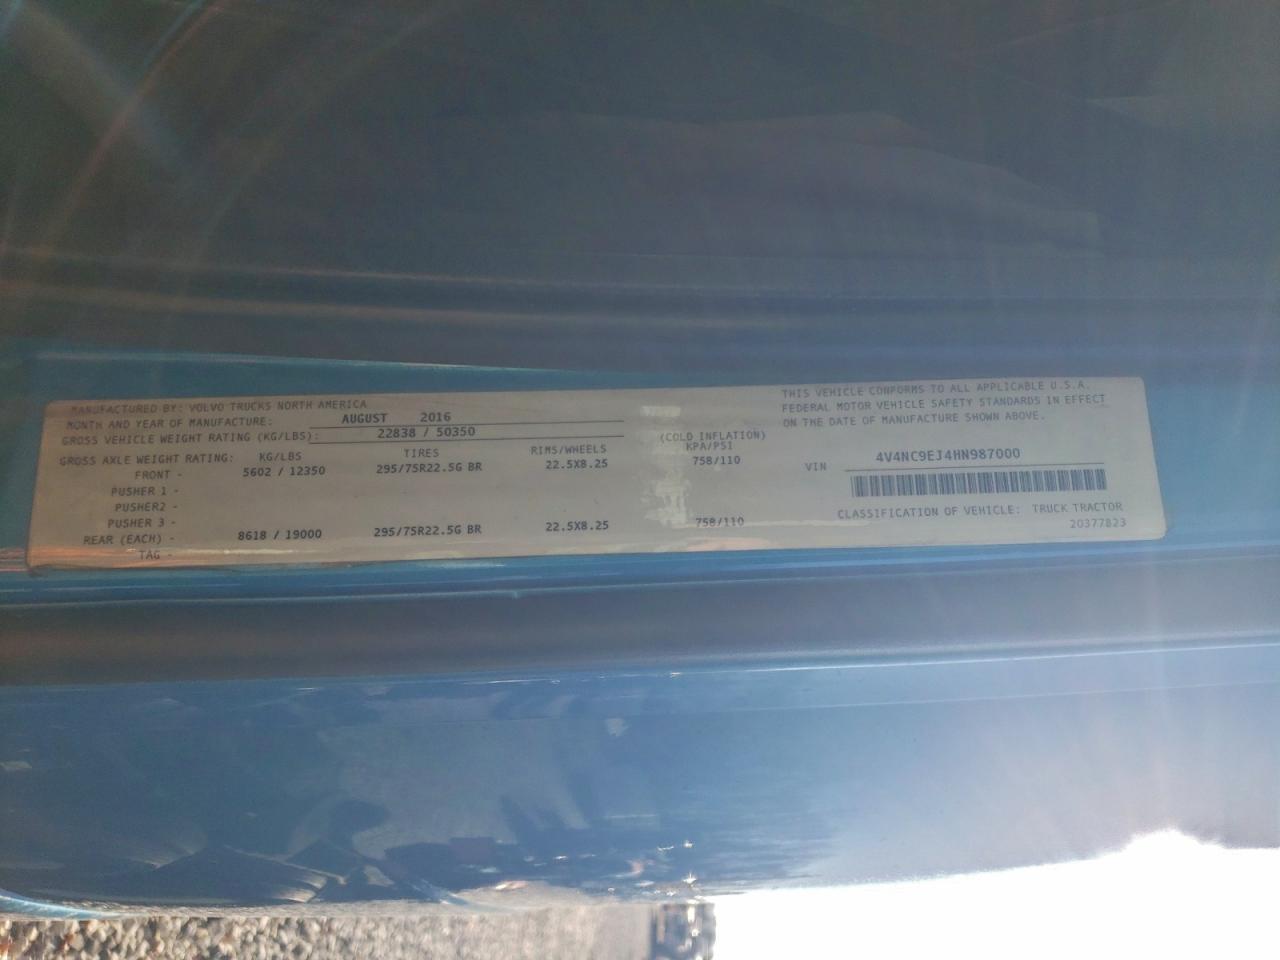 MANUFACTURED BY: VOLVO TRUCKS NORTH AMERICA
MONTH AND YEAR OF MANUFACTURE: AUGUST 2016
GROSS VEHICLE WEIGHT RATING (KG/LBS): 22838 / 50350
GROSS AXLE WEIGHT RATING: KG/LBS TIRES RIMS/WHEELS (COLD INFLATION) KPA/PSI
FRONT - 5602 / 12350 295/75R22.5G BR 22.5X8.25 758/110
PUSHER 1 -
PUSHER2 -
PUSHER 3 -
REAR (EACH) - 8618 / 19000 295/75R22.5G BR 22.5X8.25 758/110
TAG -
THIS VEHICLE CONFORMS TO ALL APPLICABLE U.S.A.
FEDERAL MOTOR VEHICLE SAFETY STANDARDS IN EFFECT
ON THE DATE OF MANUFACTURE SHOWN ABOVE.
VIN 4V4NC9EJ4HN987000
CLASSIFICATION OF VEHICLE: TRUCK TRACTOR
20377823